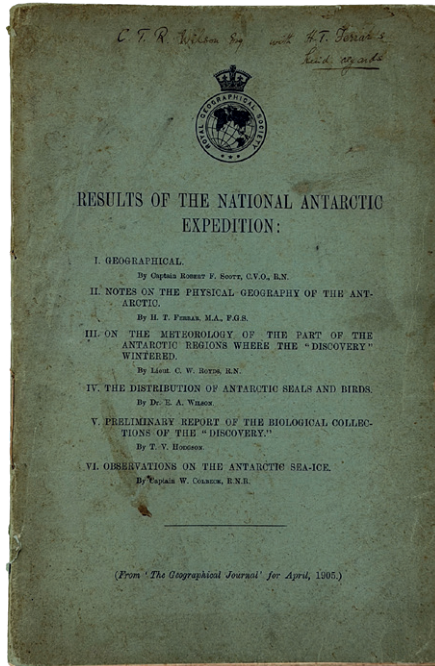 C. T. R. Wilson Esq with H. T. Ferrar's
kind regards
ROYAL GEOGRAPHICAL SOCIETY
RESULTS OF THE NATIONAL ANTARCTIC
EXPEDITION:
I. GEOGRAPHICAL.
By Captain ROBERT F. SCOTT, C.V.O., R.N.
II. NOTES ON THE PHYSICAL GEOGRAPHY OF THE ANT-
ARCTIC.
By H. T. FERRAR, M.A., F.G.S.
III. ON THE METEOROLOGY OF THE PART OF THE
ANTARCTIC REGIONS WHERE THE "DISCOVERY"
WINTERED.
By Lieut. C. W. ROYDS, R.N.
IV. THE DISTRIBUTION OF ANTARCTIC SEALS AND BIRDS.
By Dr. E. A. WILSON.
V. PRELIMINARY REPORT OF THE BIOLOGICAL COLLEC-
TIONS OF THE "DISCOVERY."
By T. V. HODGSON.
VI. OBSERVATIONS ON THE ANTARCTIC SEA-ICE.
By Captain W. COLBECK, R.N.R.
(From 'The Geographical Journal' for April, 1905.)